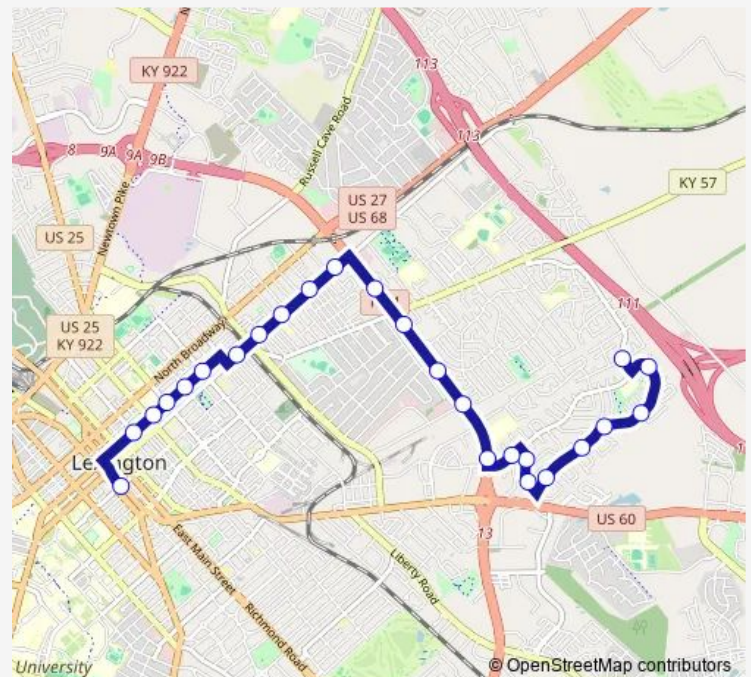 KY 922
113
113
8
9A
9A
9B
Russell Cave Road
Newtown Pike
US 27
US 68
KY 57
US 25
111
US 25
KY 922
North Broadway
US 60
13
East Main Street
Liberty Road
Richmond Road
University
© OpenStreetMap contributors